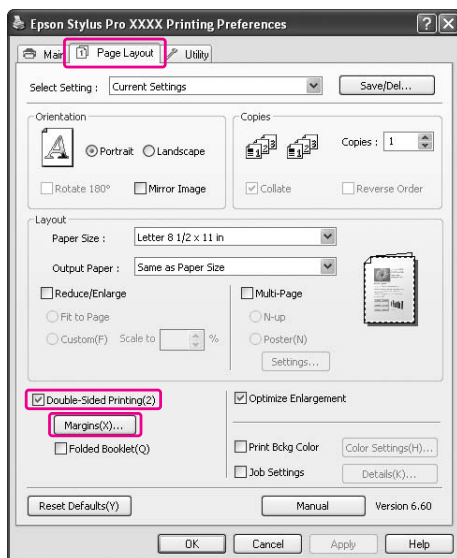 Epson Stylus Pro XXXX Printing Preferences
Main Page Layout Utility
Select Setting : Current Settings Save/Del...
Orientation
Portrait Landscape
Rotate 180° Mirror Image
Copies
Copies : 1
Collate Reverse Order
Layout
Paper Size : Letter 8 1/2 x 11 in
Output Paper : Same as Paper Size
Reduce/Enlarge
Fit to Page
Custom(F) Scale to %
Multi-Page
N-up
Poster(N)
Settings...
Double-Sided Printing(2)
Margins(X)...
Folded Booklet(Q)
Optimize Enlargement
Print Bckg Color Color Settings(H)...
Job Settings Details(K)...
Reset Defaults(Y) Manual Version 6.60
OK Cancel Apply Help